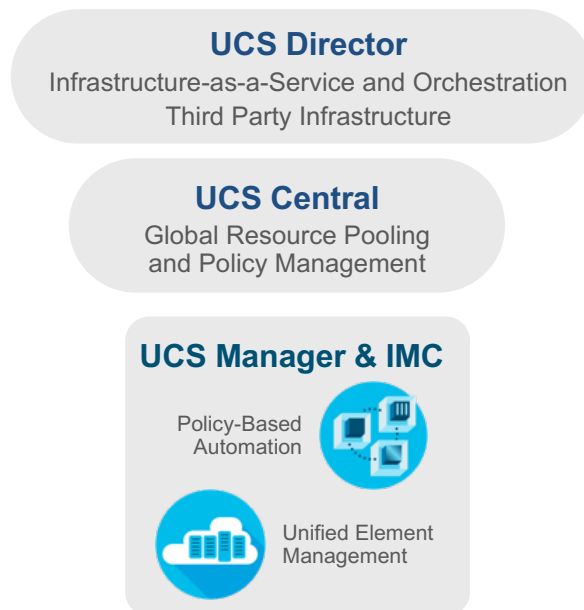 UCS Director
Infrastructure-as-a-Service and Orchestration
Third Party Infrastructure
UCS Central
Global Resource Pooling
and Policy Management
UCS Manager & IMC
Policy-Based
Automation
Unified Element
Management